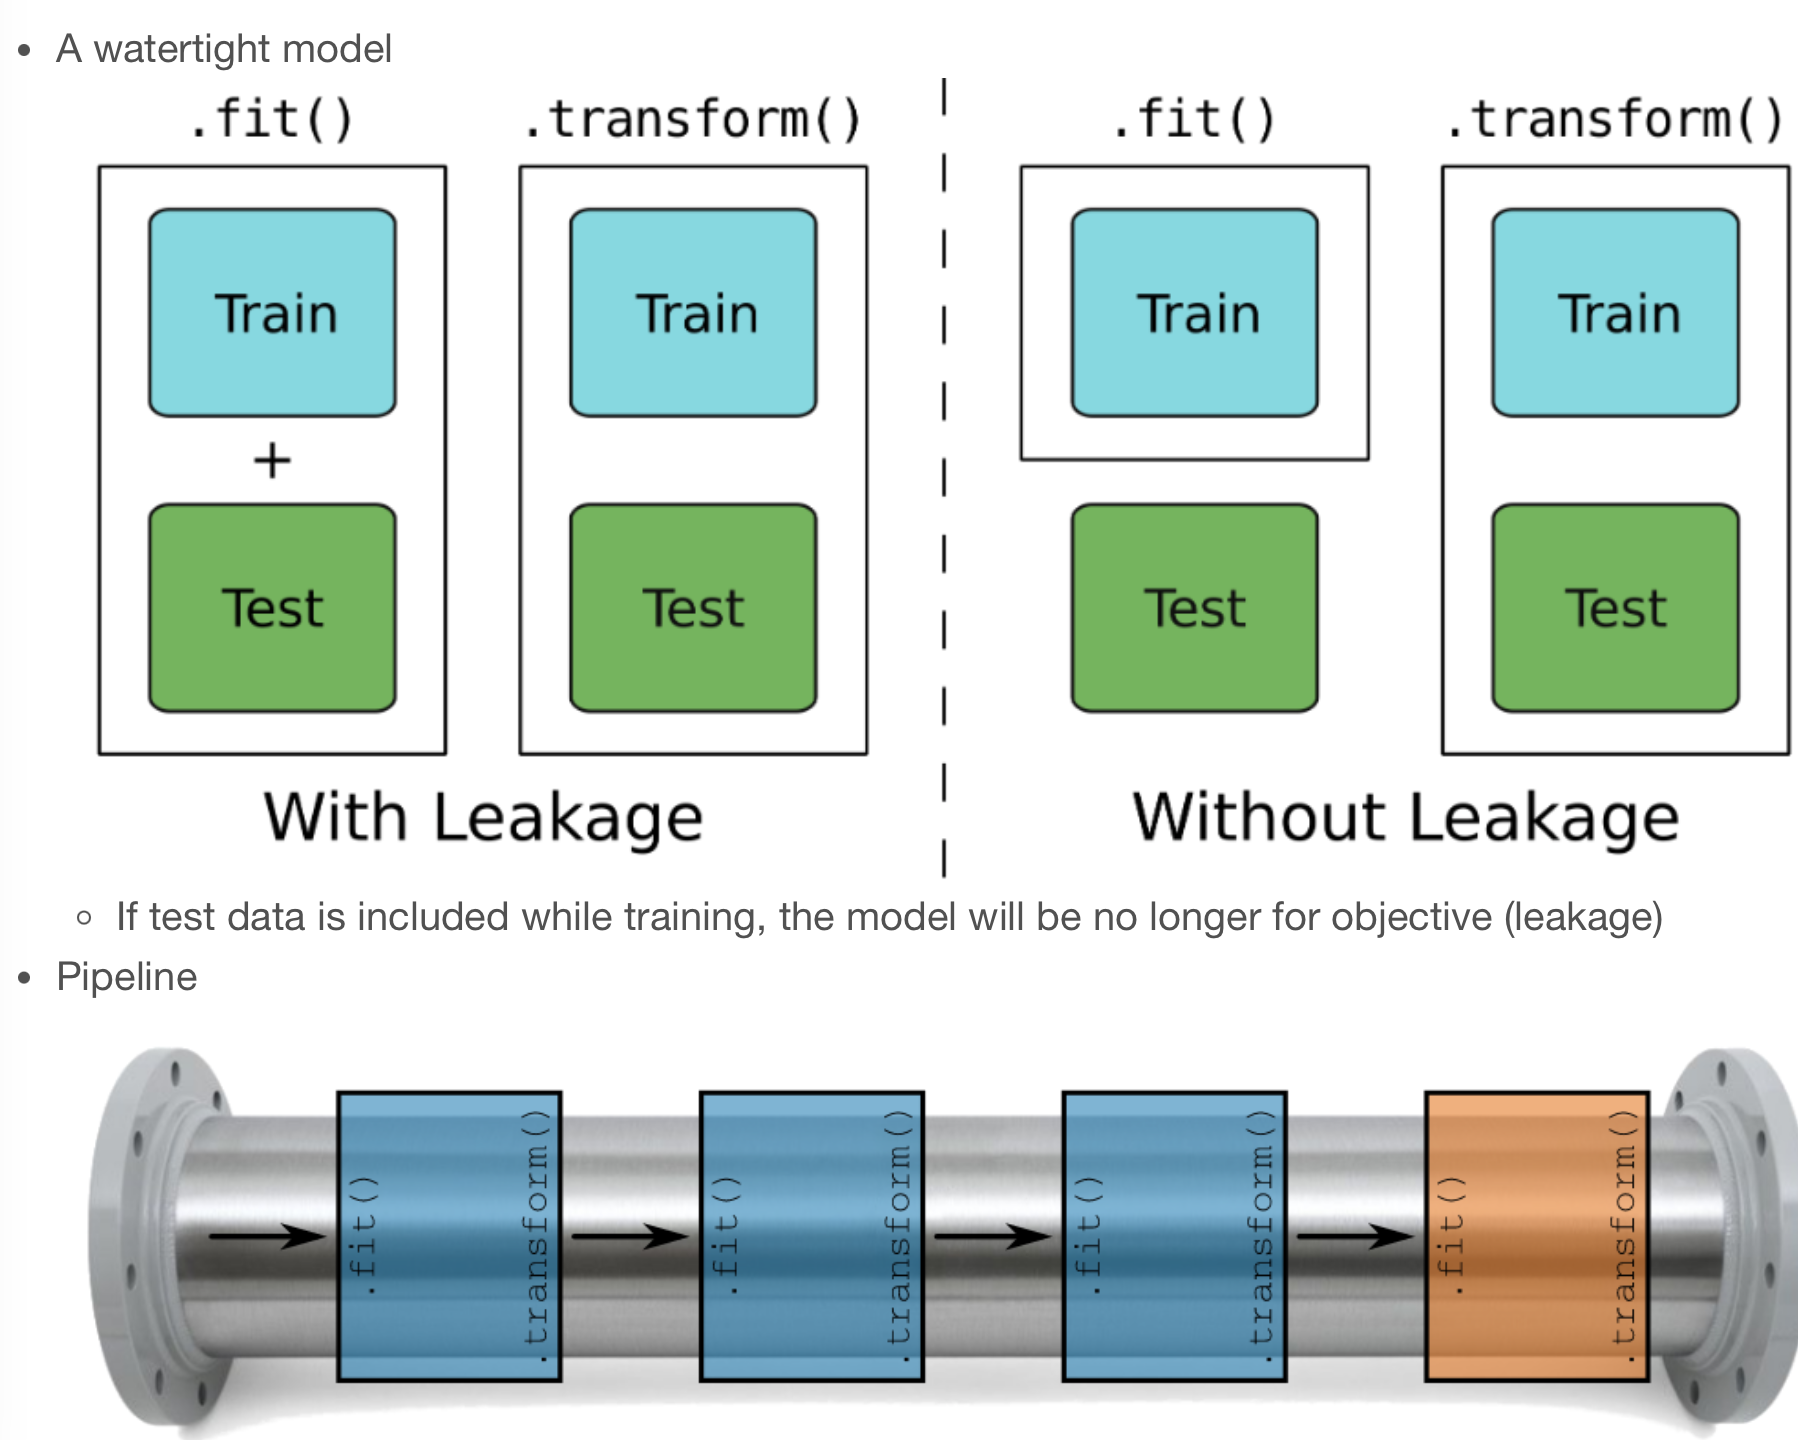 A watertight model
.fit() .transform() .fit() .transform()
Train Train Train Train
+
Test Test Test Test
With Leakage Without Leakage
If test data is included while training, the model will be no longer for objective (leakage)
Pipeline
.fit() .transform() .fit() .transform() .fit() .transform() .fit() .transform()